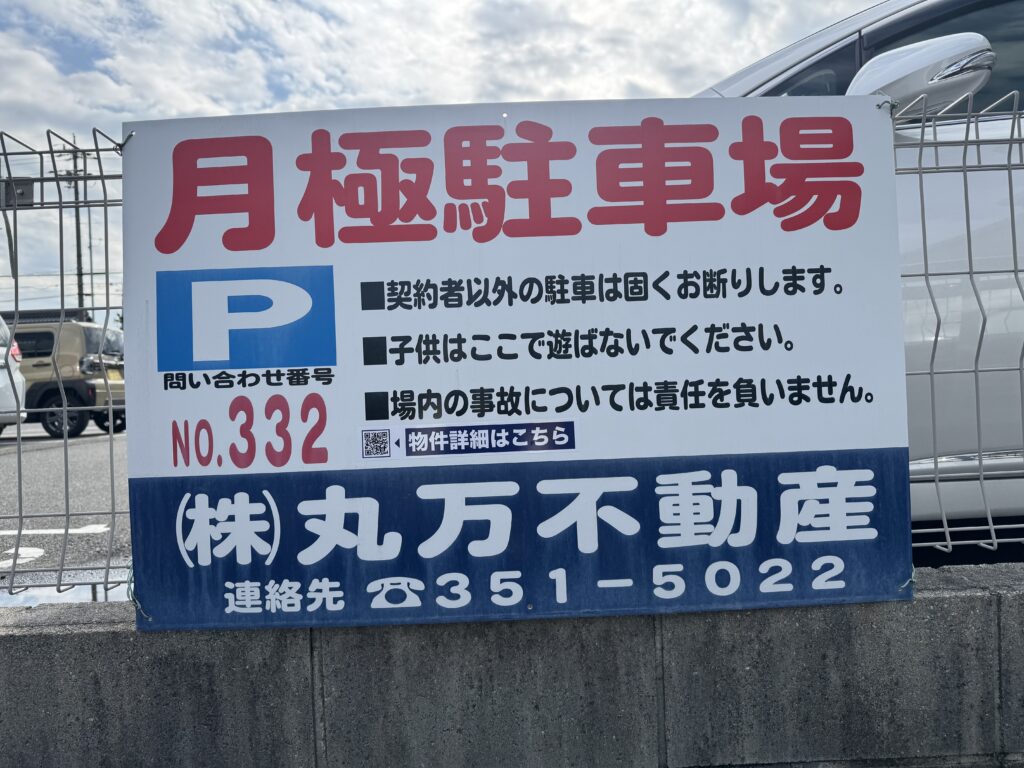 月極駐車場
P
問い合わせ番号
NO.332
■契約者以外の駐車は固くお断りします。
■子供はここで遊ばないでください。
■場内の事故については責任を負いません。
物件詳細はこちら
㈱丸万不動産
連絡先 ☎351-5022